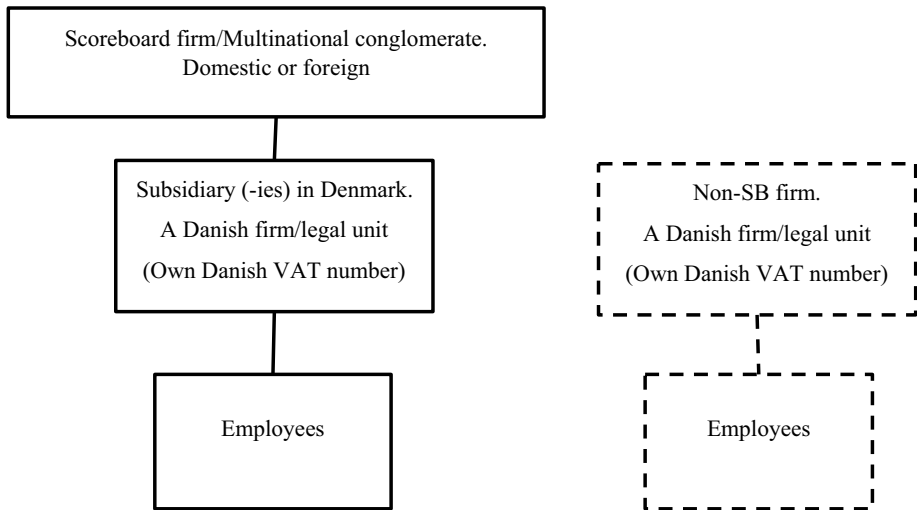 Scoreboard firm/Multinational conglomerate.
Domestic or foreign
Subsidiary (-ies) in Denmark.
A Danish firm/legal unit
(Own Danish VAT number)
Non-SB firm.
A Danish firm/legal unit
(Own Danish VAT number)
Employees
Employees